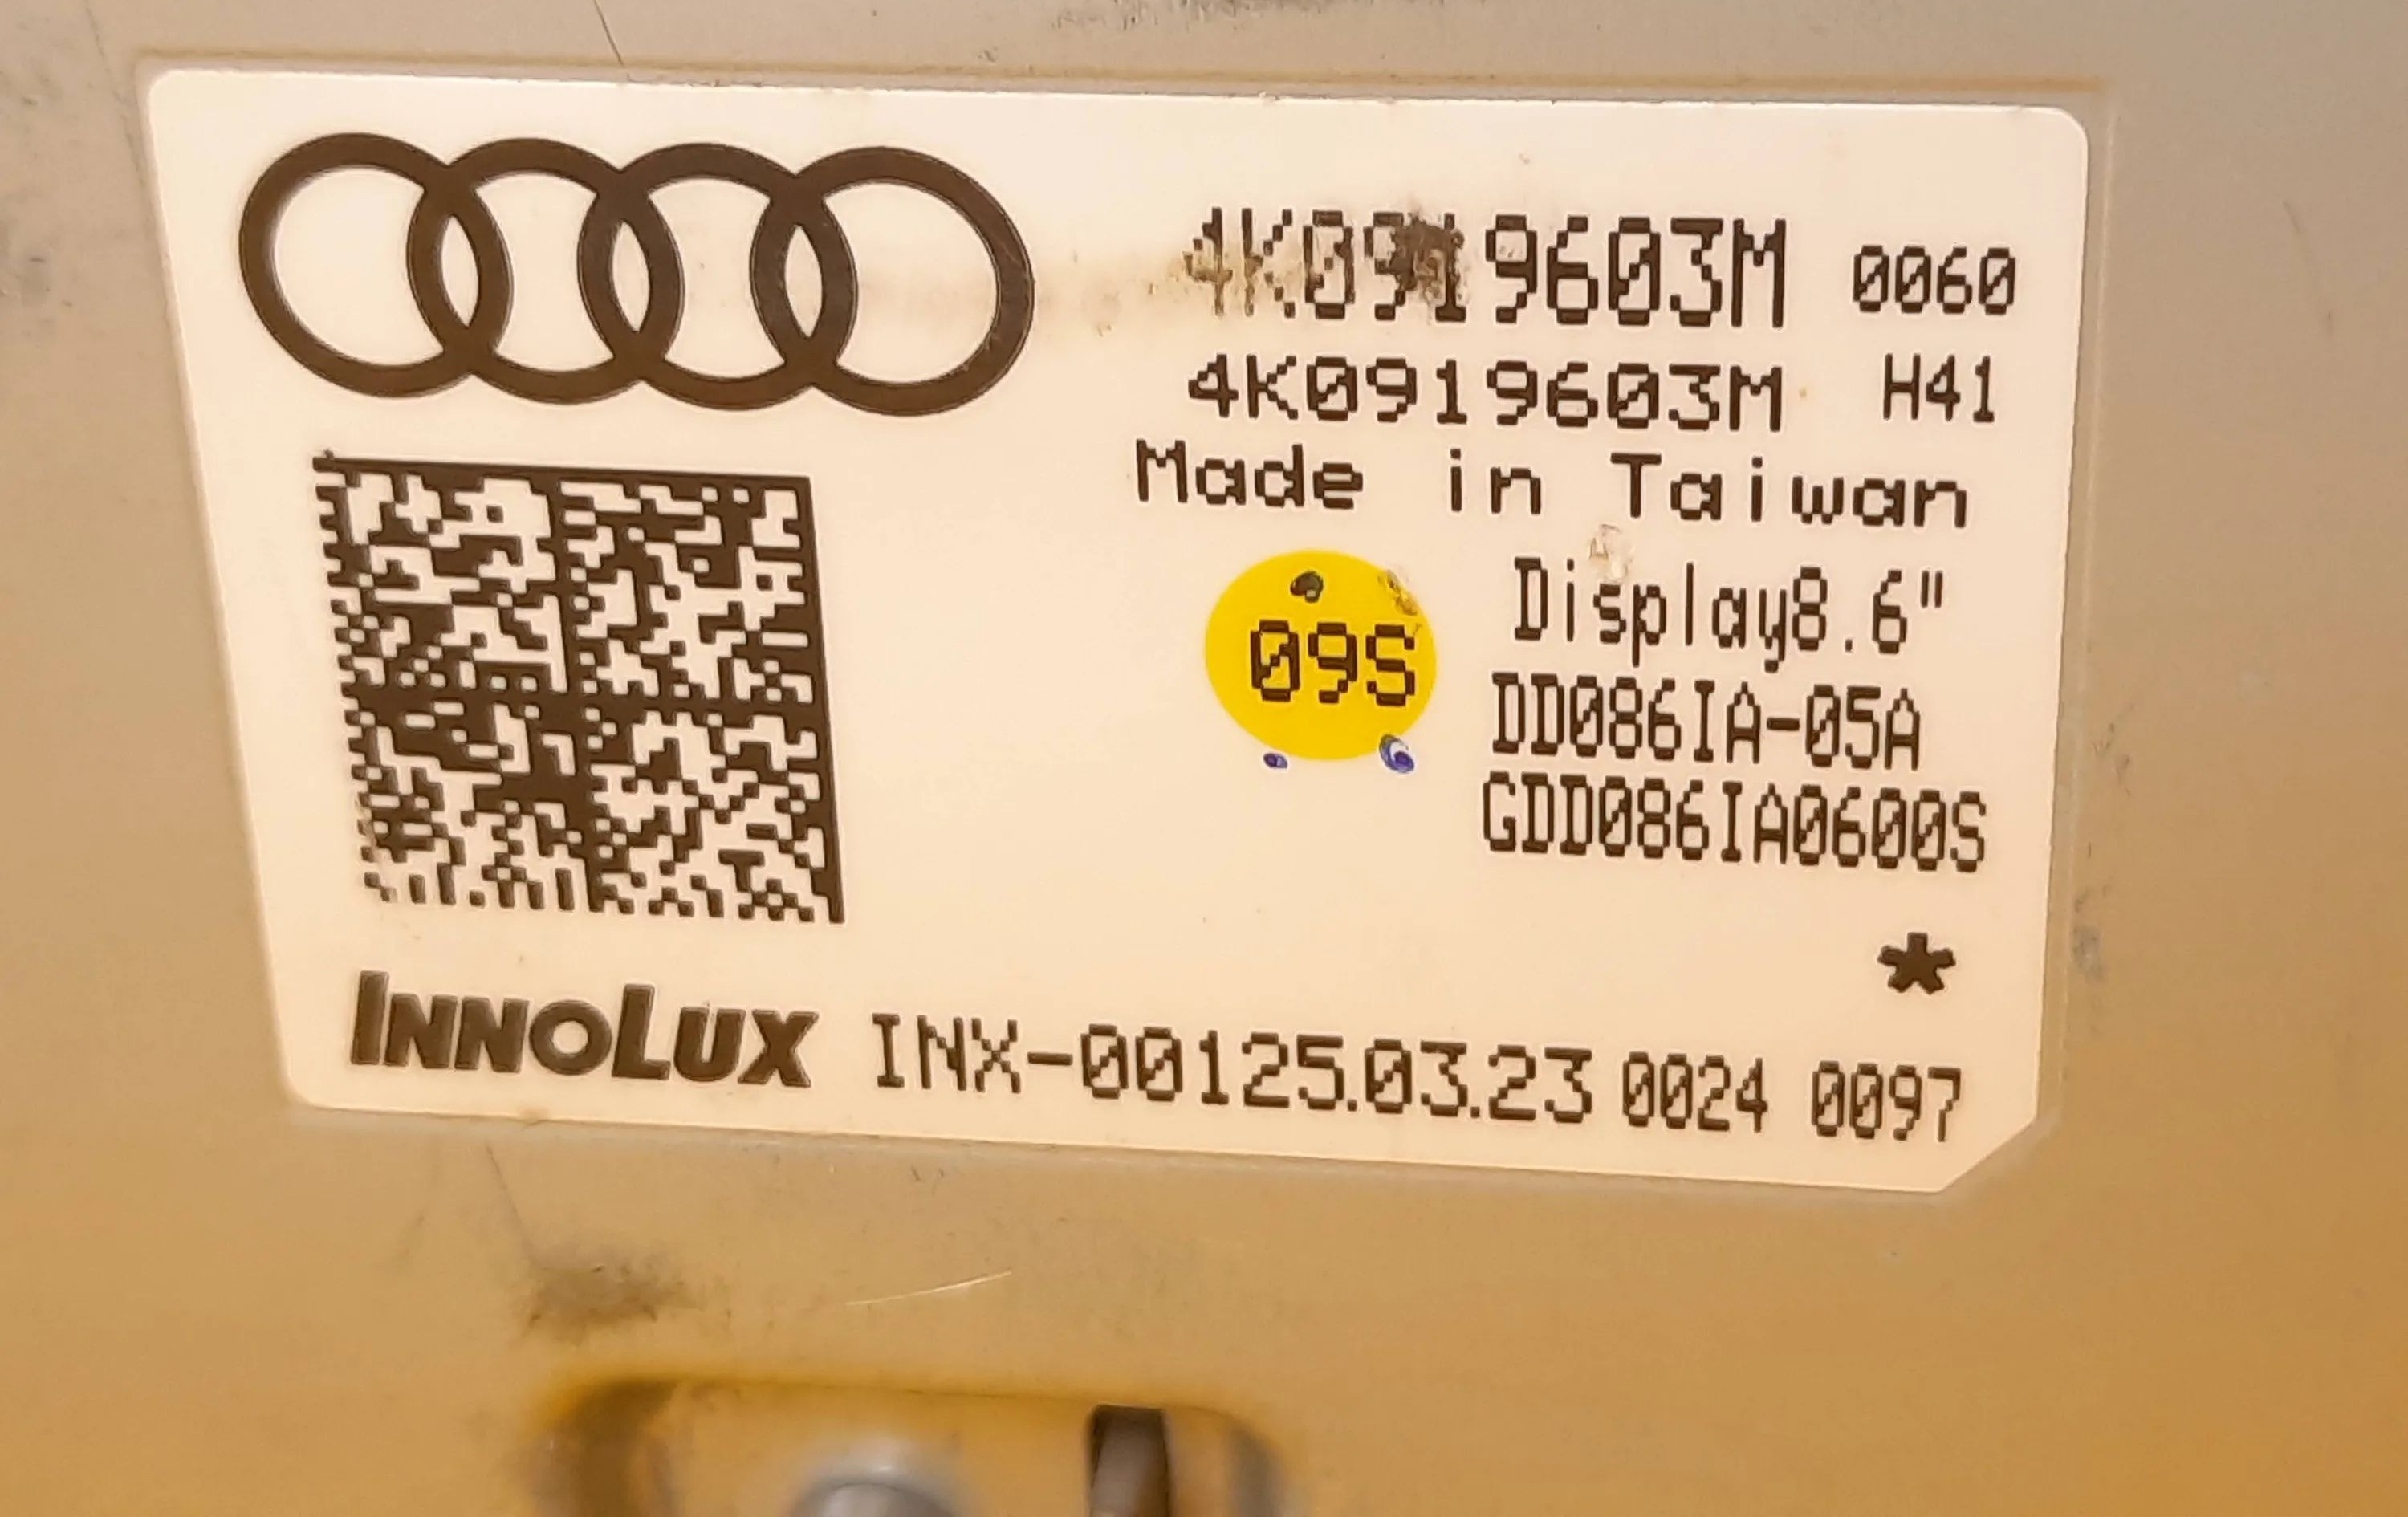 4K0919603M 0060
4K0919603M H41
Made in Taiwan
09S
Display8.6"
DD086IA-05A
GDD086IA0600S
*
INNOLUX INX-00125.03.23 0024 0097